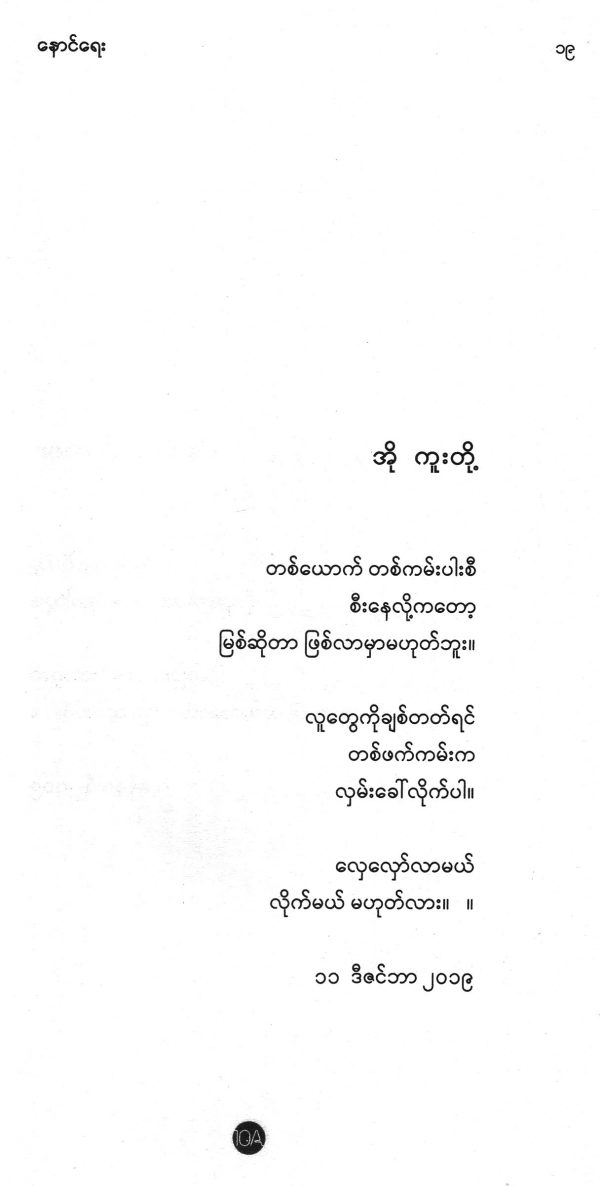 နောင်ရေး ၁၉
အို ကူးတို့
တစ်ယောက် တစ်ကမ်းပါးစီ
စီးနေလို့ကတော့
မြစ်ဆိုတာ ဖြစ်လာမှာမဟုတ်ဘူး။
လူတွေကိုချစ်တတ်ရင်
တစ်ဖက်ကမ်းက
လှမ်းခေါ်လိုက်ပါ။
လှေလှော်လာမယ်
လိုက်မယ် မဟုတ်လား။ ။
၁၁ ဒီဇင်ဘာ ၂၀၁၉
10A